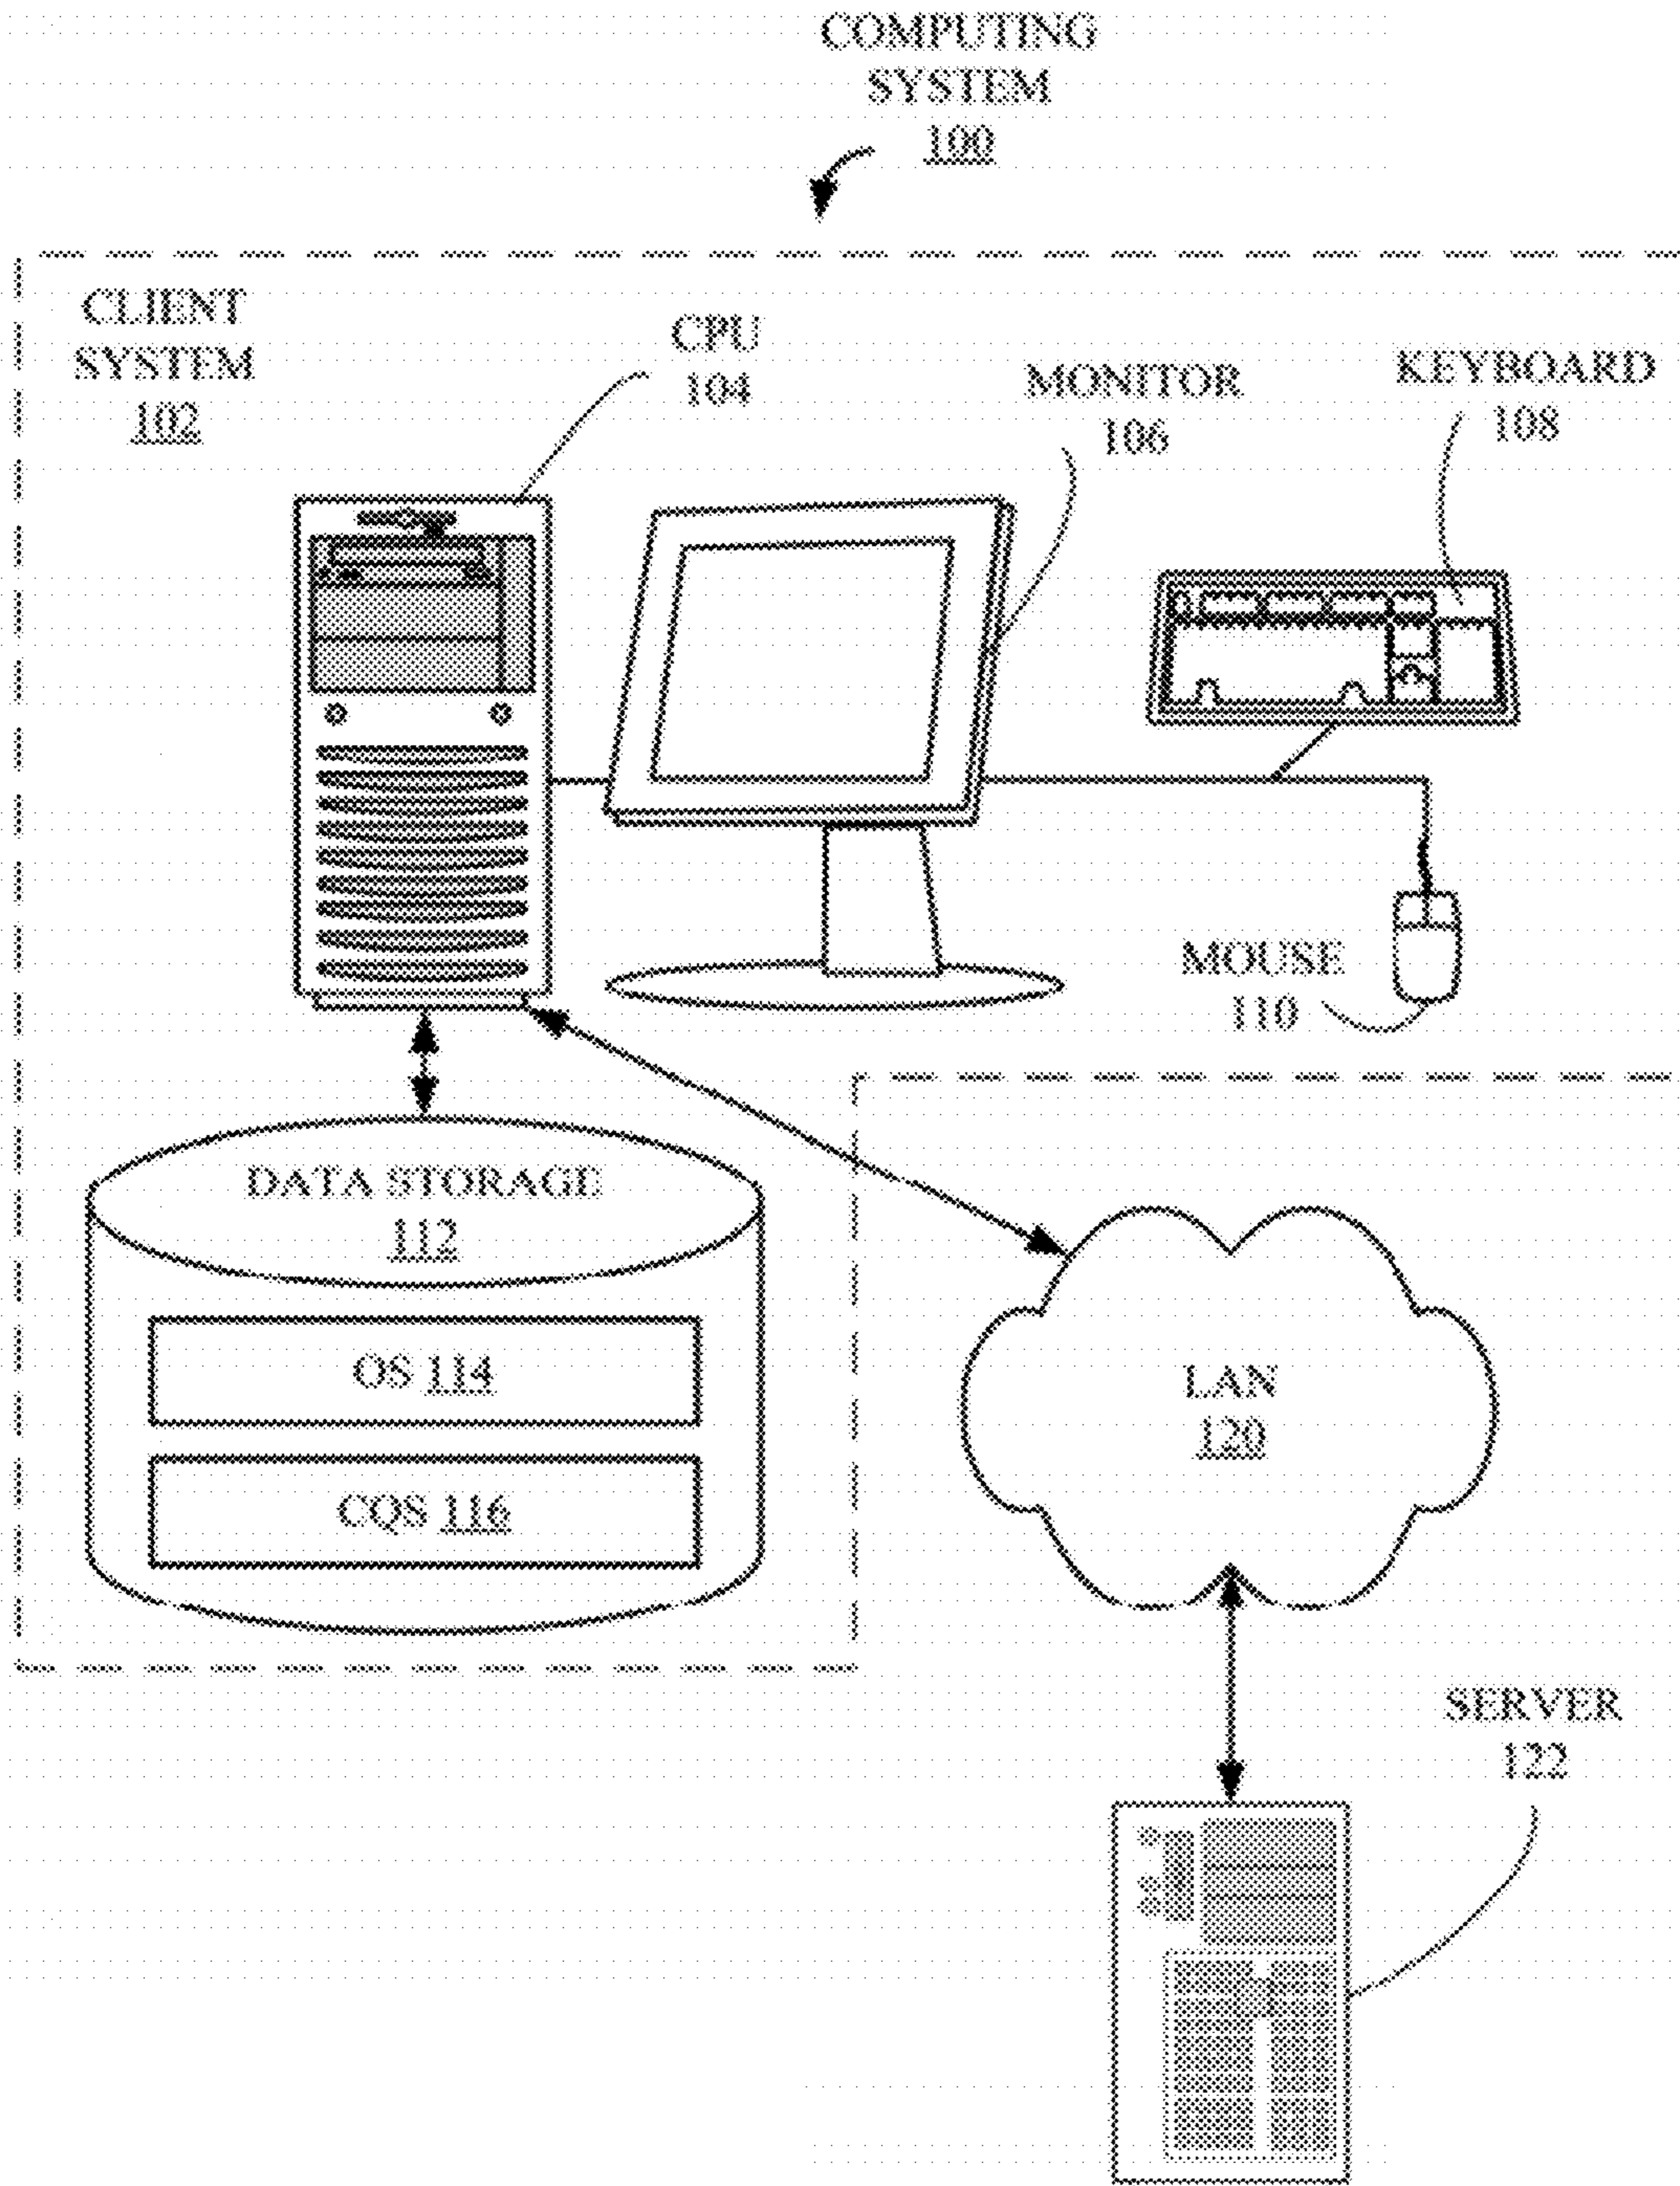 COMPUTING
SYSTEM
100
CLIENT
SYSTEM
102
CPU
104
MONITOR
106
KEYBOARD
108
MOUSE
110
DATA STORAGE
112
OS 114
CQS 116
LAN
120
SERVER
122